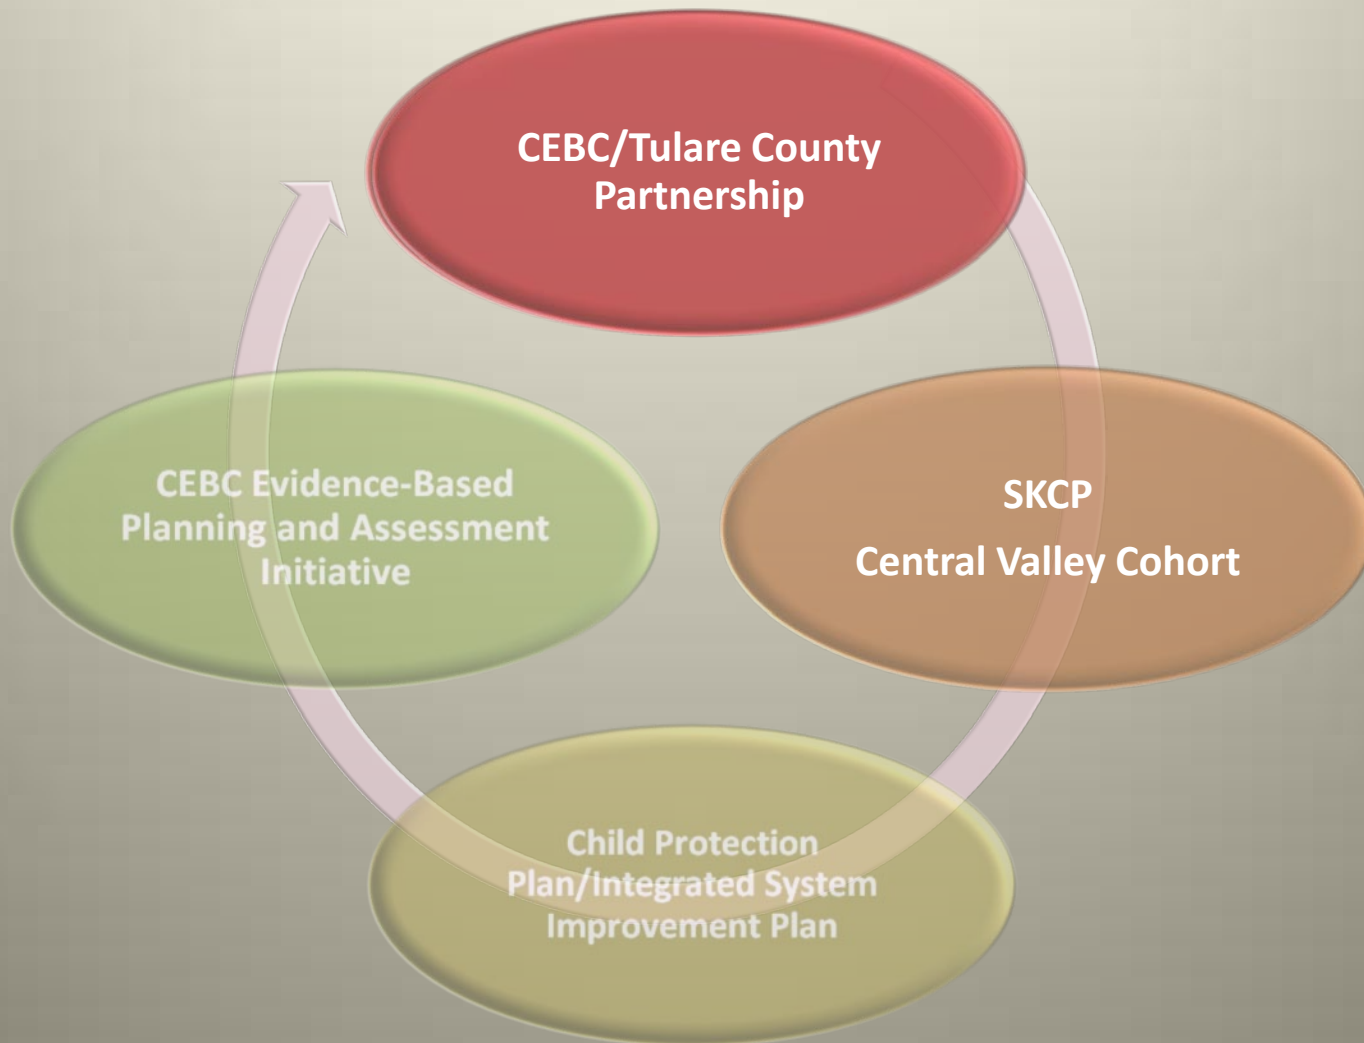 CEBC/Tulare County
Partnership
SKCP
Central Valley Cohort
Child Protection
Plan/Integrated System
Improvement Plan
CEBC Evidence-Based
Planning and Assessment
Initiative